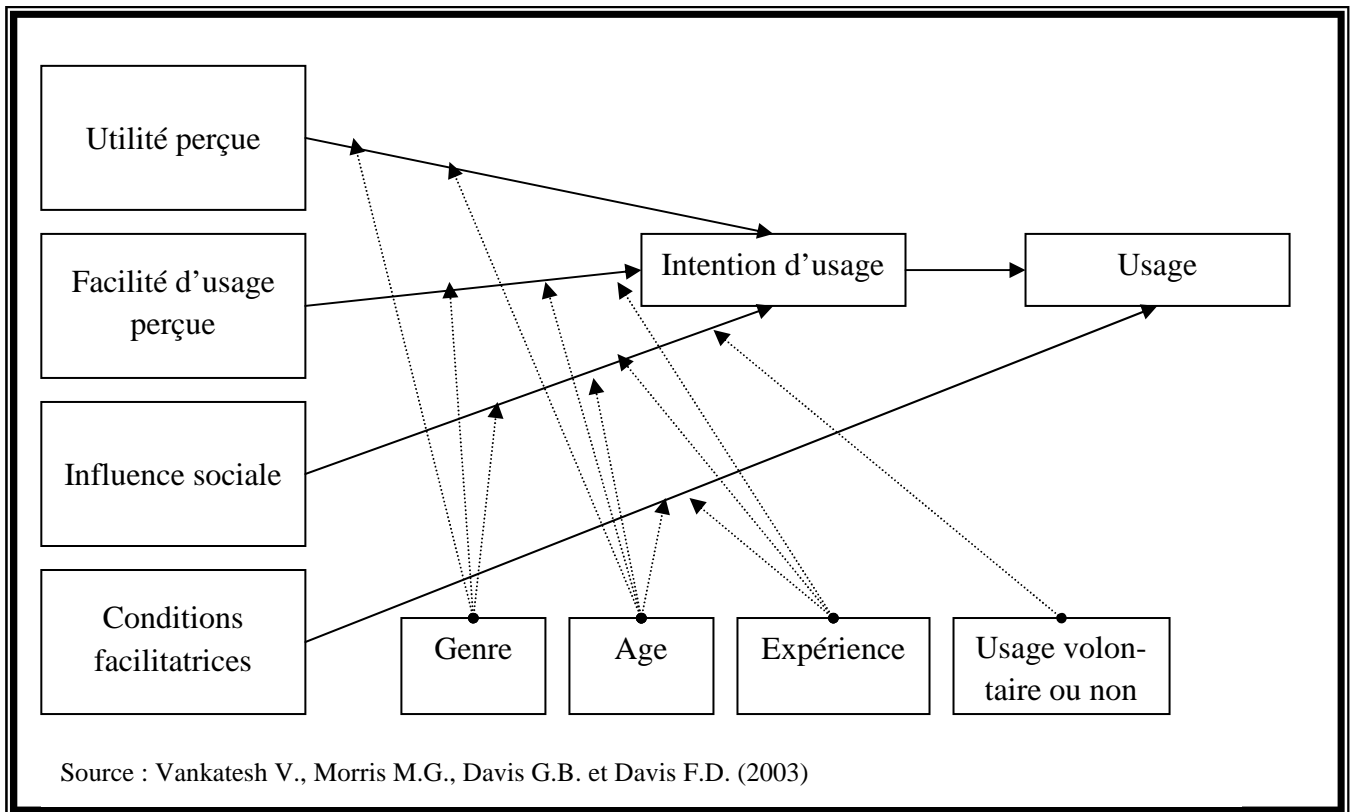 Utilité perçue
Facilité d’usage
perçue
Influence sociale
Conditions
facilitatrices
Intention d’usage
Usage
Genre
Age
Expérience
Usage volon-
taire ou non
Source : Vankatesh V., Morris M.G., Davis G.B. et Davis F.D. (2003)